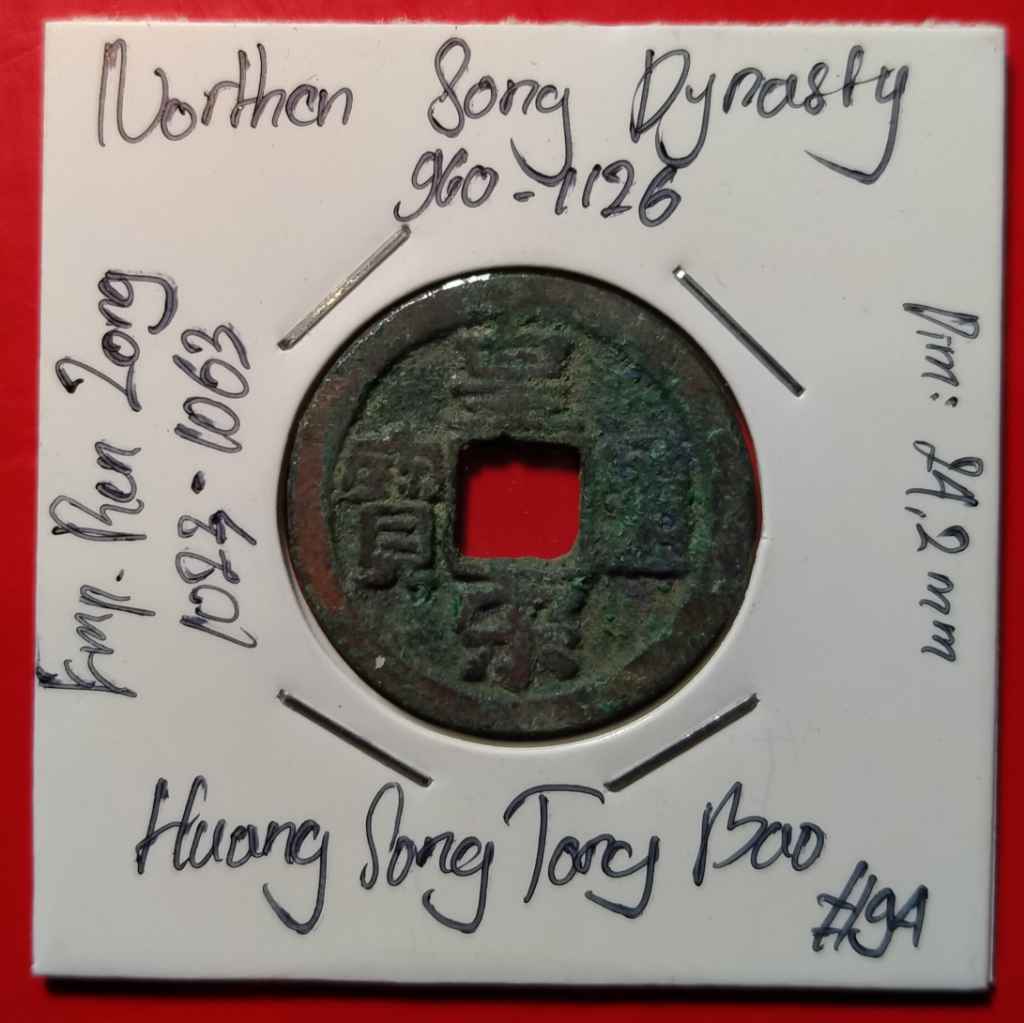 Northen Song Dynasty
960-1126
Emp. Ren Zong
1023 - 1063
皇宋通寶
Dim: 24,2 mm
Huang Song Tong Bao
#94